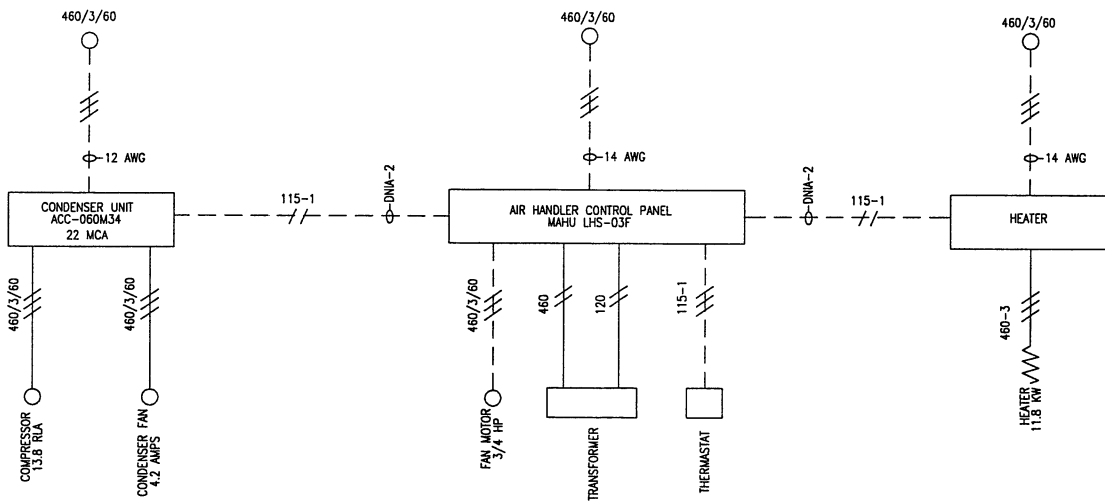 460/3/60
460/3/60
460/3/60
12 AWG
14 AWG
14 AWG
CONDENSER UNIT
ACC-060M34
22 MCA
115-1
DNIA-2
AIR HANDLER CONTROL PANEL
MAHU LHS-03F
DNIA-2
115-1
HEATER
460/3/60
460/3/60
460/3/60
460
120
115-1
460-3
COMPRESSOR
13.8 RLA
CONDENSER FAN
4.2 AMPS
FAN MOTOR
3/4 HP
TRANSFORMER
THERMOSTAT
HEATER
11.8 KW